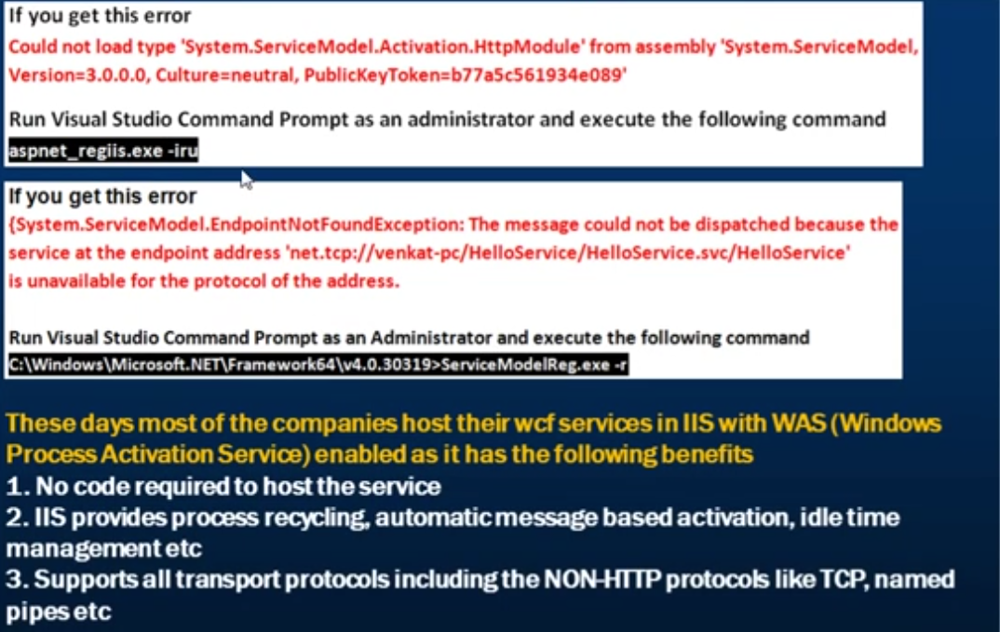 If you get this error
Could not load type 'System.ServiceModel.Activation.HttpModule' from assembly 'System.ServiceModel,
Version=3.0.0.0, Culture=neutral, PublicKeyToken=b77a5c561934e089'
Run Visual Studio Command Prompt as an administrator and execute the following command
aspnet_regiis.exe -iru
If you get this error
{System.ServiceModel.EndpointNotFoundException: The message could not be dispatched because the
service at the endpoint address 'net.tcp://venkat-pc/HelloService/HelloService.svc/HelloService'
is unavailable for the protocol of the address.
Run Visual Studio Command Prompt as an Administrator and execute the following command
C:\Windows\Microsoft.NET\Framework64\v4.0.30319>ServiceModelReg.exe -r
These days most of the companies host their wcf services in IIS with WAS (Windows
Process Activation Service) enabled as it has the following benefits
1. No code required to host the service
2. IIS provides process recycling, automatic message based activation, idle time
management etc
3. Supports all transport protocols including the NON-HTTP protocols like TCP, named
pipes etc